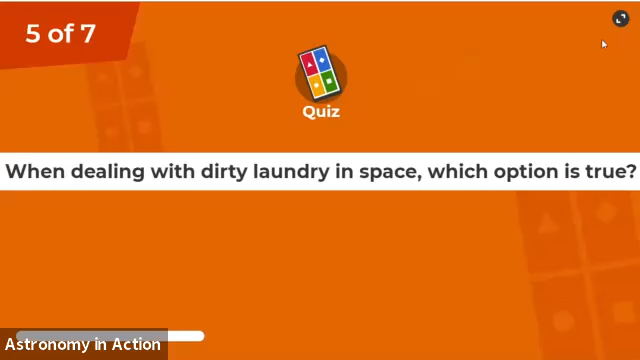 5 of 7
Quiz
When dealing with dirty laundry in space, which option is true?
Astronomy in Action